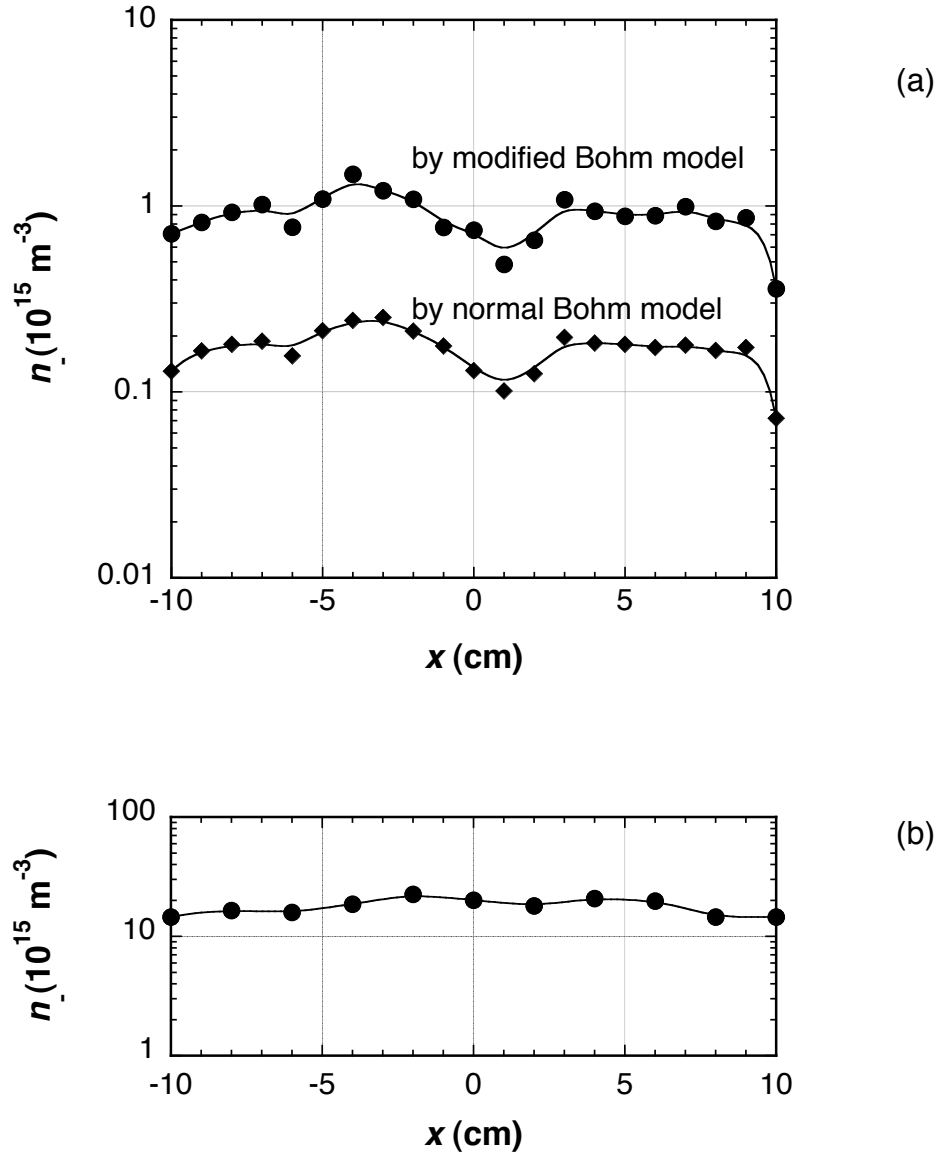 10
(a)
by modified Bohm model
1
n_ (10^15 m^-3)
by normal Bohm model
0.1
0.01
-10 -5 0 5 10
x (cm)
100
(b)
n_ (10^15 m^-3)
10
1
-10 -5 0 5 10
x (cm)